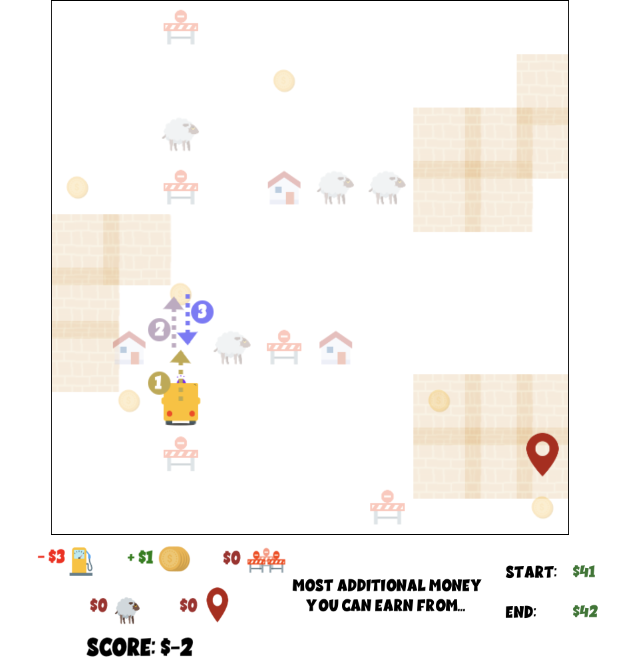 1
2
3
- $3
+ $1
$0
$0
$0
MOST ADDITIONAL MONEY
YOU CAN EARN FROM...
START: $41
END: $42
SCORE: $-2